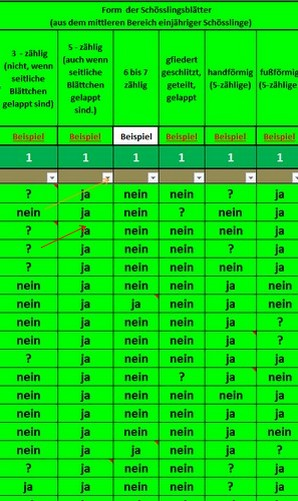 Form der Schösslingsblätter
(aus dem mittleren Bereich einjähriger Schösslinge)
3 - zählig
(nicht, wenn
seitliche
Blättchen
gelappt sind)
5 - zählig
(auch wenn
seitliche
Blättchen
gelappt
sind.)
6 bis 7
zählig
gfiedert
geschlitzt,
geteilt,
gelappt
handförmig
(5-zählige)
fußförmig
(5-zählige
Beispiel Beispiel Beispiel Beispiel Beispiel Beispiel
1 1 1 1 1 1
? ja nein nein ? ja
nein ja nein ? nein ja
? ja nein nein nein ja
? ja nein nein ? ja
? ja nein nein nein ja
nein ja nein nein ja nein
nein ja ja nein ja nein
nein ja nein nein ja ?
nein ja nein nein ja ?
? ja nein nein nein ja
nein ja nein ? ja nein
nein ja nein nein nein ja
nein ja nein nein ja ja
nein ja nein nein ja ja
nein ja ja nein ja ?
? ja nein nein ? ja
ja ja nein nein ? ja